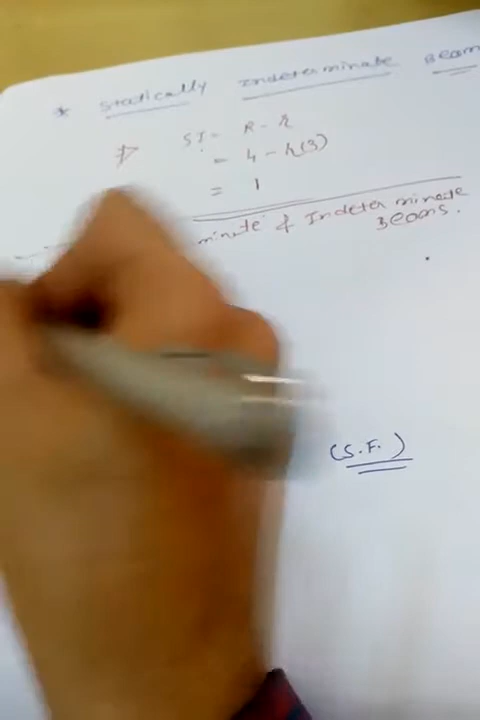 * Statically Indeterminate Beam
SI = R - r
= 4 - r(3)
= 1
minate & Indeterminate
Beams.
(S.F.)